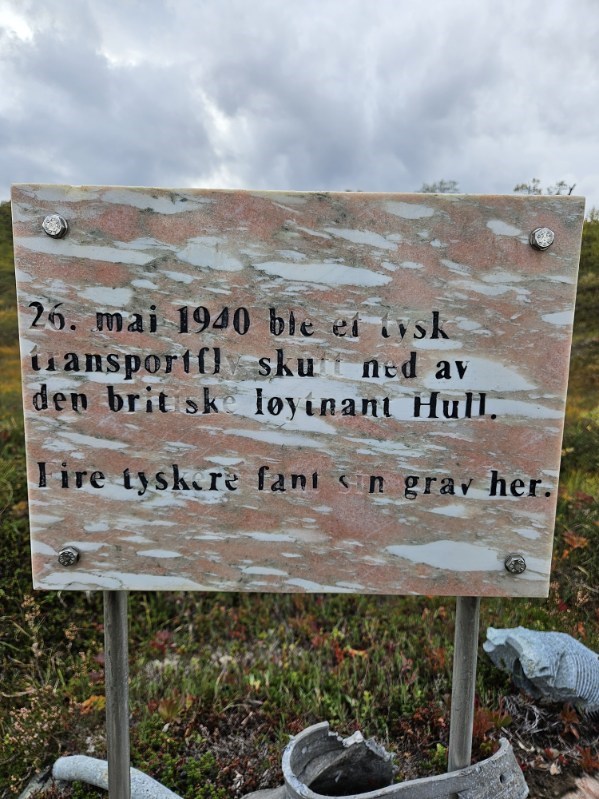 26. mai 1940 ble et tysk
transportfly skutt ned av
den britiske løytnant Hull.
Fire tyskere fant sin grav her.